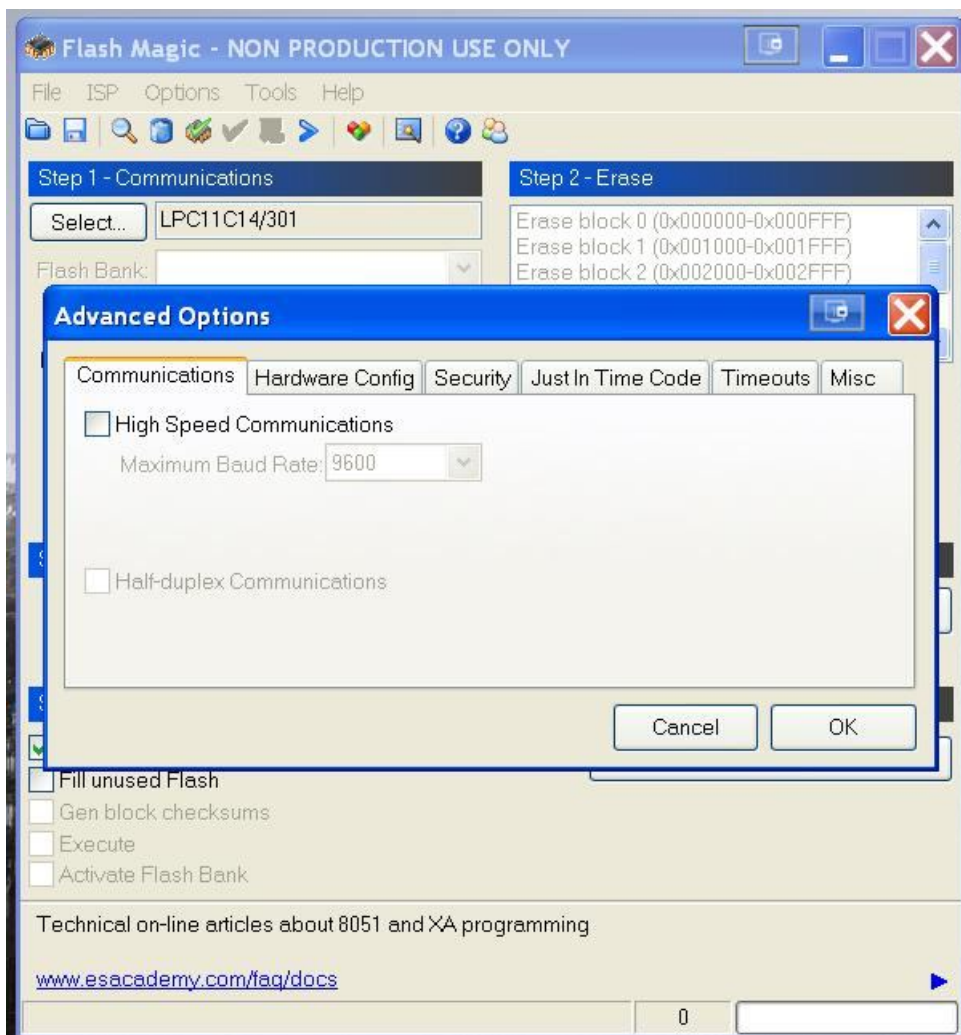 Flash Magic - NON PRODUCTION USE ONLY
File ISP Options Tools Help
Step 1 - Communications
Step 2 - Erase
Select...
LPC11C14/301
Erase block 0 (0x000000-0x000FFF)
Erase block 1 (0x001000-0x001FFF)
Erase block 2 (0x002000-0x002FFF)
Flash Bank:
Advanced Options
Communications Hardware Config Security Just In Time Code Timeouts Misc
High Speed Communications
Maximum Baud Rate: 9600
Half-duplex Communications
Cancel OK
Fill unused Flash
Gen block checksums
Execute
Activate Flash Bank
Technical on-line articles about 8051 and XA programming
www.esacademy.com/faq/docs
0